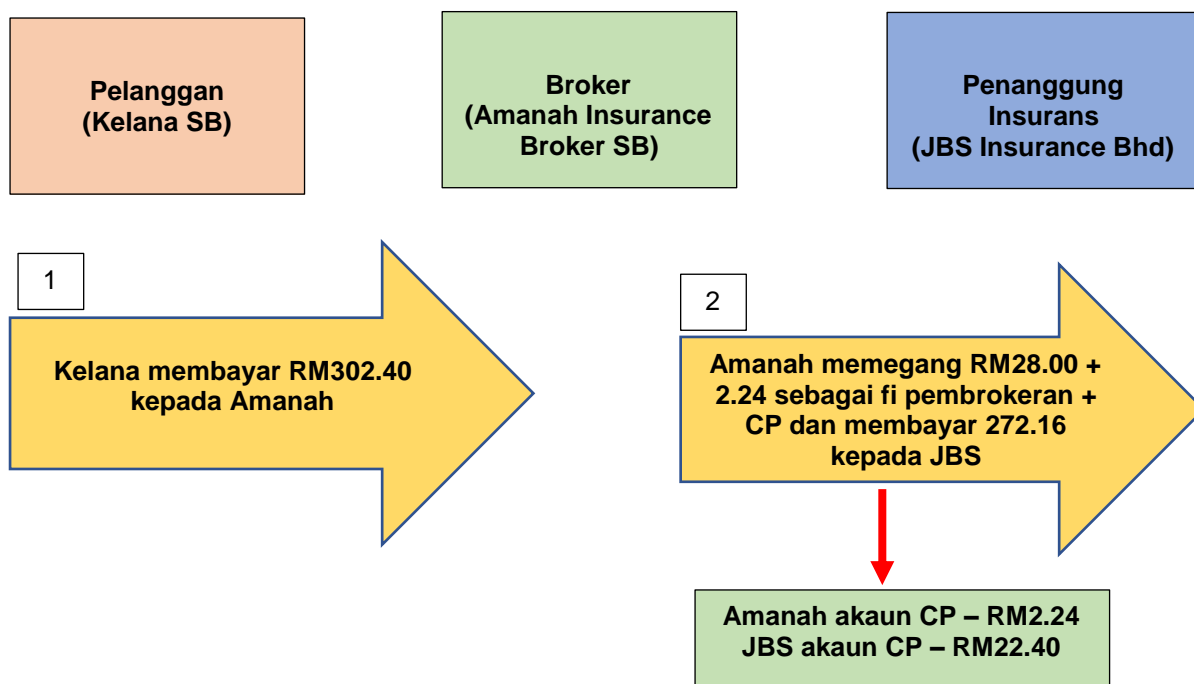 Pelanggan
(Kelana SB)
Broker
(Amanah Insurance
Broker SB)
Penanggung
Insurans
(JBS Insurance Bhd)
1
Kelana membayar RM302.40
kepada Amanah
2
Amanah memegang RM28.00 +
2.24 sebagai fi pembrokeran +
CP dan membayar 272.16
kepada JBS
Amanah akaun CP – RM2.24
JBS akaun CP – RM22.40